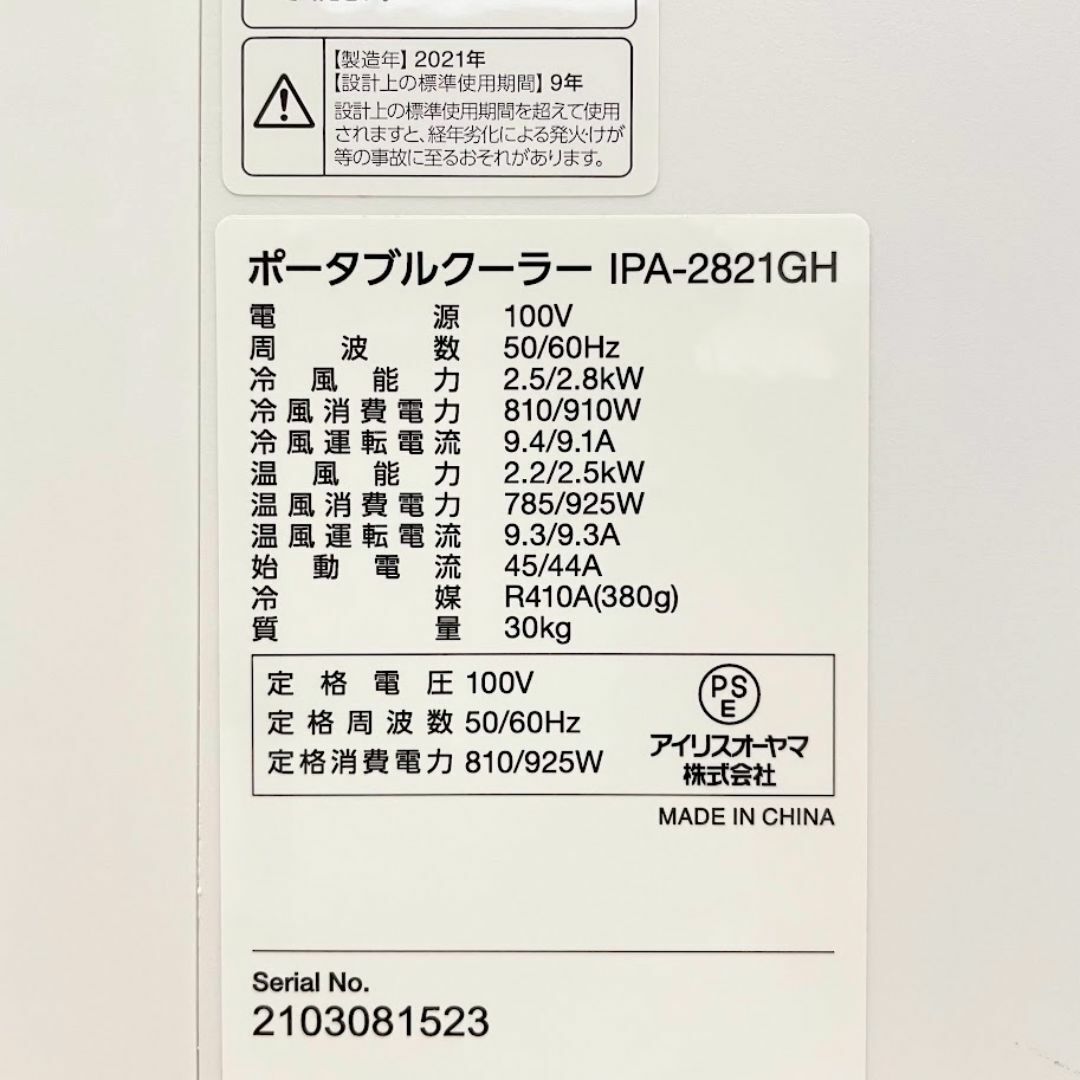 【製造年】2021年
【設計上の標準使用期間】9年
設計上の標準使用期間を超えて使用
されますと、経年劣化による発火・けが
等の事故に至るおそれがあります。
ポータブルクーラー IPA-2821GH
電源 100V
周波数 50/60Hz
冷風能力 2.5/2.8kW
冷風消費電力 810/910W
冷風運転電流 9.4/9.1A
温風能力 2.2/2.5kW
温風消費電力 785/925W
温風運転電流 9.3/9.3A
始動電流 45/44A
冷媒 R410A(380g)
質量 30kg
定格電圧 100V
定格周波数 50/60Hz
定格消費電力 810/925W
PSE
アイリスオーヤマ
株式会社
MADE IN CHINA
Serial No.
2103081523